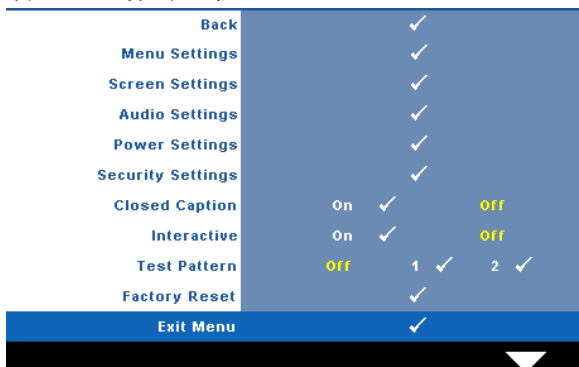 Back ✓
Menu Settings ✓
Screen Settings ✓
Audio Settings ✓
Power Settings ✓
Security Settings ✓
Closed Caption On ✓ Off
Interactive On ✓ Off
Test Pattern Off 1 ✓ 2 ✓
Factory Reset ✓
Exit Menu ✓